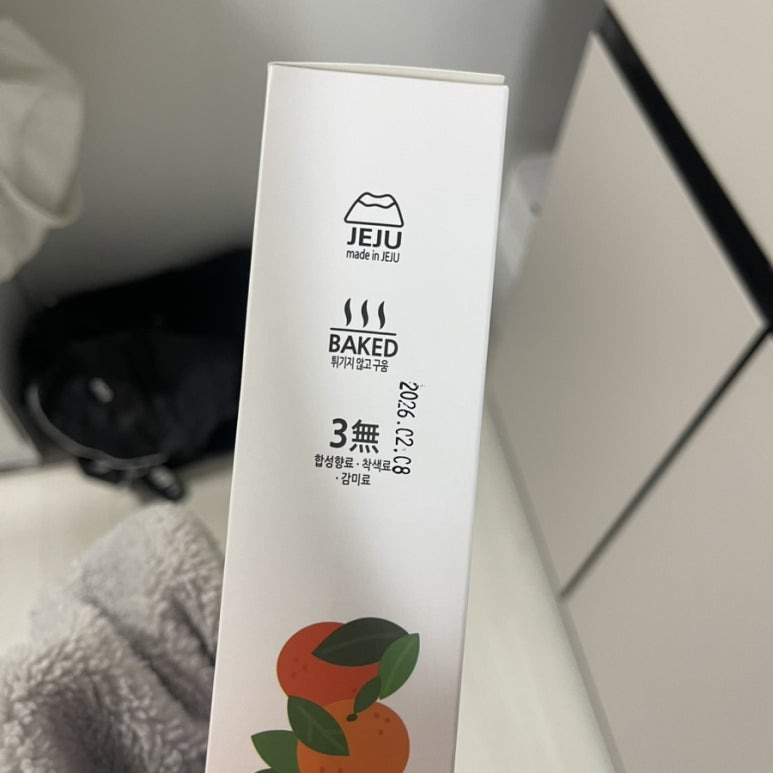 JEJU
made in JEJU
BAKED
튀기지 않고 구움
3無
합성향료·착색료
·감미료
2026.02.08